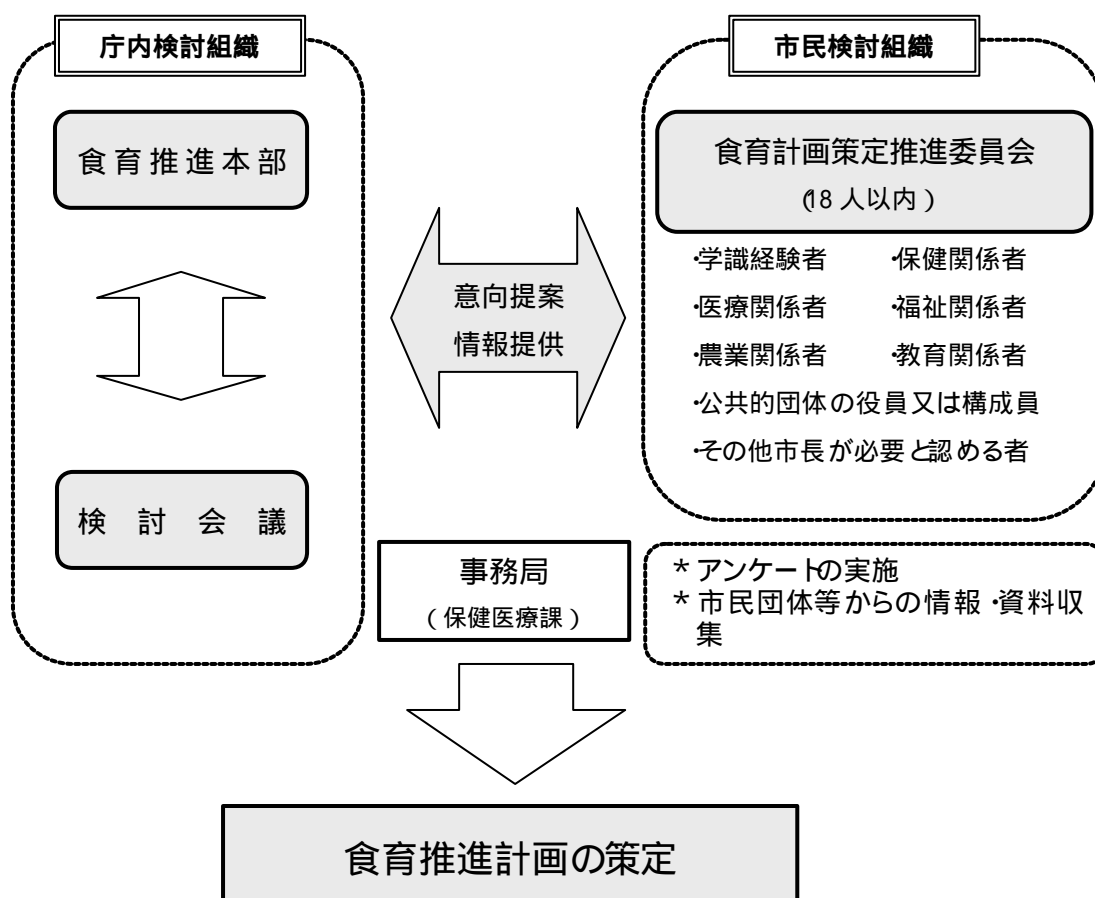 庁内検討組織
食育推進本部
検討会議
意向提案
情報提供
市民検討組織
食育計画策定推進委員会
(18人以内)
・学識経験者 ・保健関係者
・医療関係者 ・福祉関係者
・農業関係者 ・教育関係者
・公共的団体の役員又は構成員
・その他市長が必要と認める者
事務局
(保健医療課)
*アンケートの実施
*市民団体等からの情報・資料収
集
食育推進計画の策定